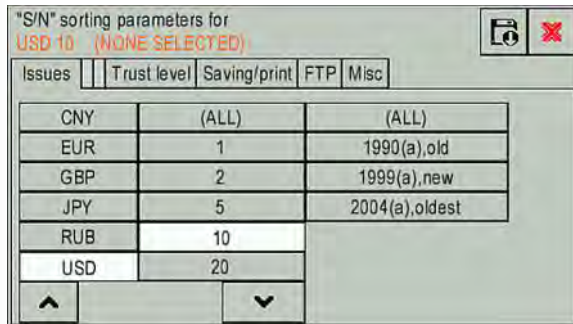 "S/N" sorting parameters for
USD 10 (NONE SELECTED)
Issues Trust level Saving/print FTP Misc
CNY (ALL) (ALL)
EUR 1 1990(a),old
GBP 2 1999(a),new
JPY 5 2004(a),oldest
RUB 10
USD 20